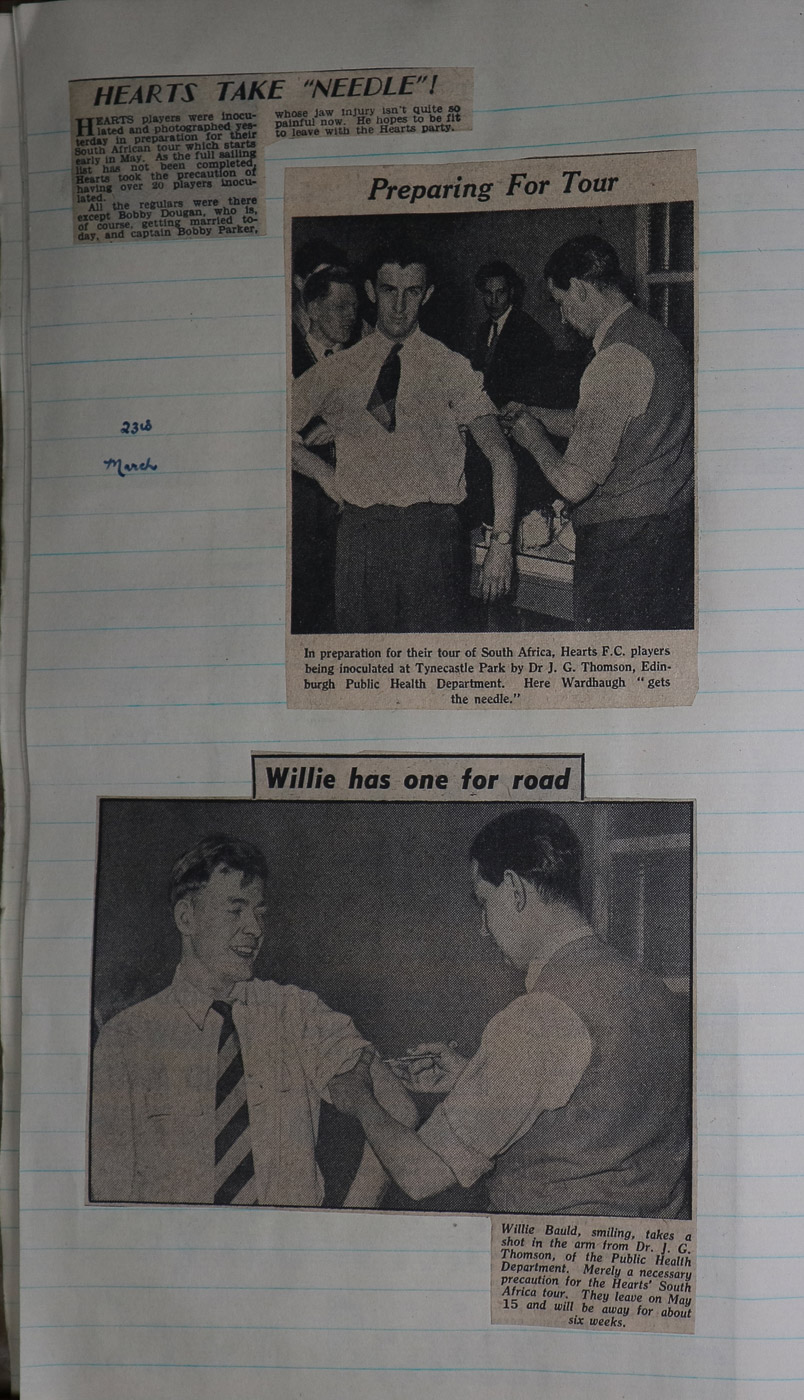 HEARTS TAKE "NEEDLE"!
HEARTS players were inocu-
lated and photographed yes-
terday in preparation for their
South African tour which starts
early in May. As the full sailing
list has not been completed,
Hearts took the precaution of
having over 20 players inocu-
lated.
All the regulars were there
except Bobby Dougan, who is,
of course, getting married to-
day, and captain Bobby Parker,
whose jaw injury isn't quite so
painful now. He hopes to be fit
to leave with the Hearts party.
Preparing For Tour
23th
March
In preparation for their tour of South Africa, Hearts F.C. players
being inoculated at Tynecastle Park by Dr J. G. Thomson, Edin-
burgh Public Health Department. Here Wardhaugh "gets
the needle."
Willie has one for road
Willie Bauld, smiling, takes a
shot in the arm from Dr. J. G.
Thomson, of the Public Health
Department. Merely a necessary
precaution for the Hearts' South
Africa tour. They leave on May
15 and will be away for about
six weeks.